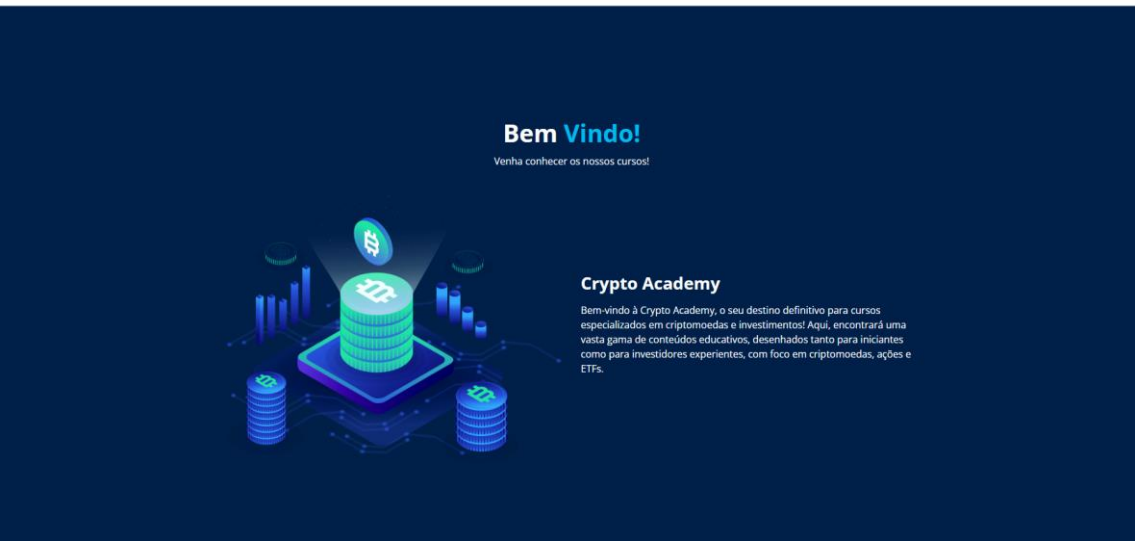 Bem Vindo!
Venha conhecer os nossos cursos!
Crypto Academy
Bem-vindo à Crypto Academy, o seu destino definitivo para cursos
especializados em criptomoedas e investimentos! Aqui, encontrará uma
vasta gama de conteúdos educativos, desenhados tanto para iniciantes
como para investidores experientes, com foco em criptomoedas, ações e
ETFs.